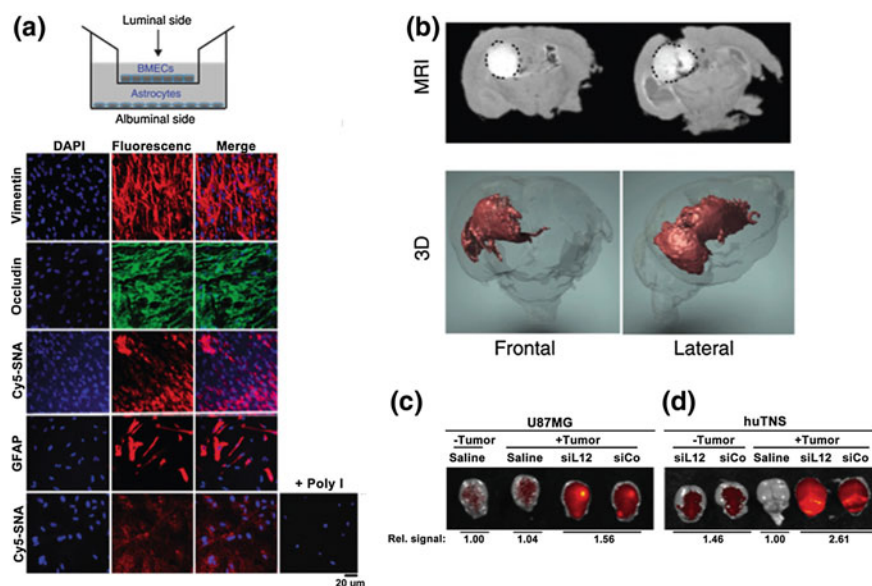 (a)
Luminal side
BMECs
Astrocytes
Albuminal side
DAPI Fluorescenc Merge
Vimentin
Occludin
Cy5-SNA
GFAP
Cy5-SNA
+ Poly I
20 µm
(b)
MRI
3D
Frontal Lateral
(c)
U87MG
-Tumor +Tumor
Saline Saline siL12 siCo
Rel. signal: 1.00 1.04 1.56
(d)
huTNS
-Tumor +Tumor
siL12 siCo Saline siL12 siCo
1.46 1.00 2.61